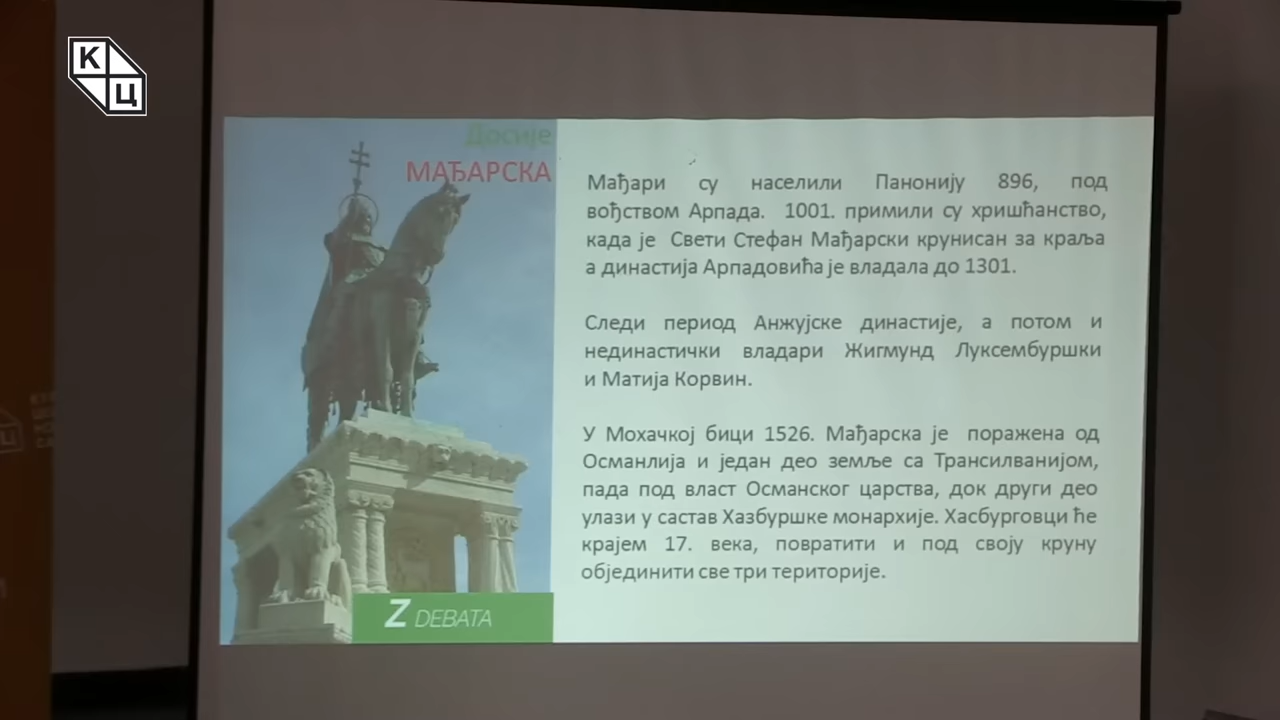 К
Ц
Досије
МАЂАРСКА
Мађари су населили Панонију 896, под
вођством Арпада. 1001. примили су хришћанство,
када је Свети Стефан Мађарски крунисан за краља
а династија Арпадовића је владала до 1301.
Следи период Анжујске династије, а потом и
нединастички владари Жигмунд Луксембуршки
и Матија Корвин.
У Мохачкој бици 1526. Мађарска је поражена од
Османлија и један део земље са Трансилванијом,
пада под власт Османског царства, док други део
улази у састав Хазбуршке монархије. Хасбурговци ће
крајем 17. века, повратити и под своју круну
објединити све три територије.
Z DEBATA